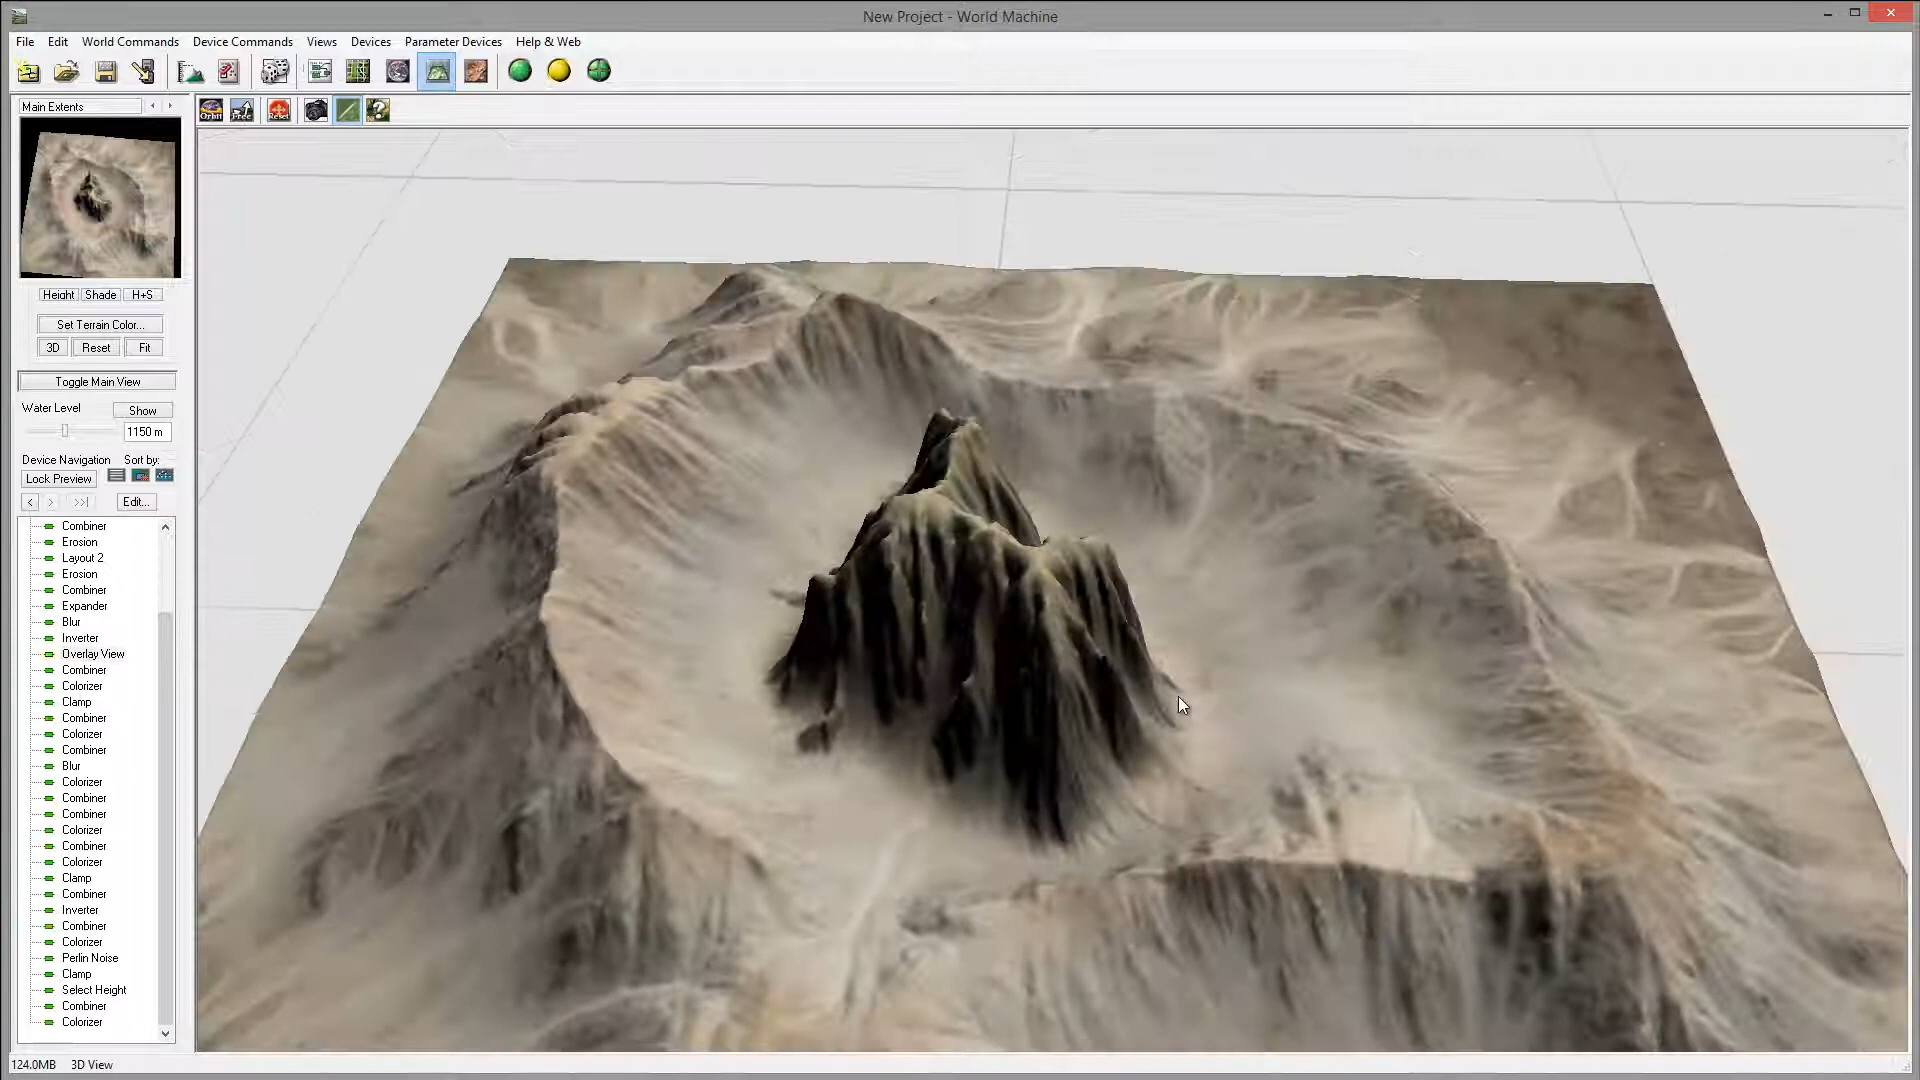 New Project - World Machine
File Edit World Commands Device Commands Views Devices Parameter Devices Help & Web
Main Extents
Orbit Free Reset
Height Shade H+S
Set Terrain Color...
3D Reset Fit
Toggle Main View
Water Level Show
1150 m
Device Navigation Sort by:
Lock Preview
< > >>| Edit...
Combiner
Erosion
Layout 2
Erosion
Combiner
Expander
Blur
Inverter
Overlay View
Combiner
Colorizer
Clamp
Combiner
Colorizer
Combiner
Blur
Colorizer
Combiner
Combiner
Colorizer
Combiner
Colorizer
Clamp
Combiner
Inverter
Combiner
Colorizer
Perlin Noise
Clamp
Select Height
Combiner
Colorizer
124.0MB 3D View